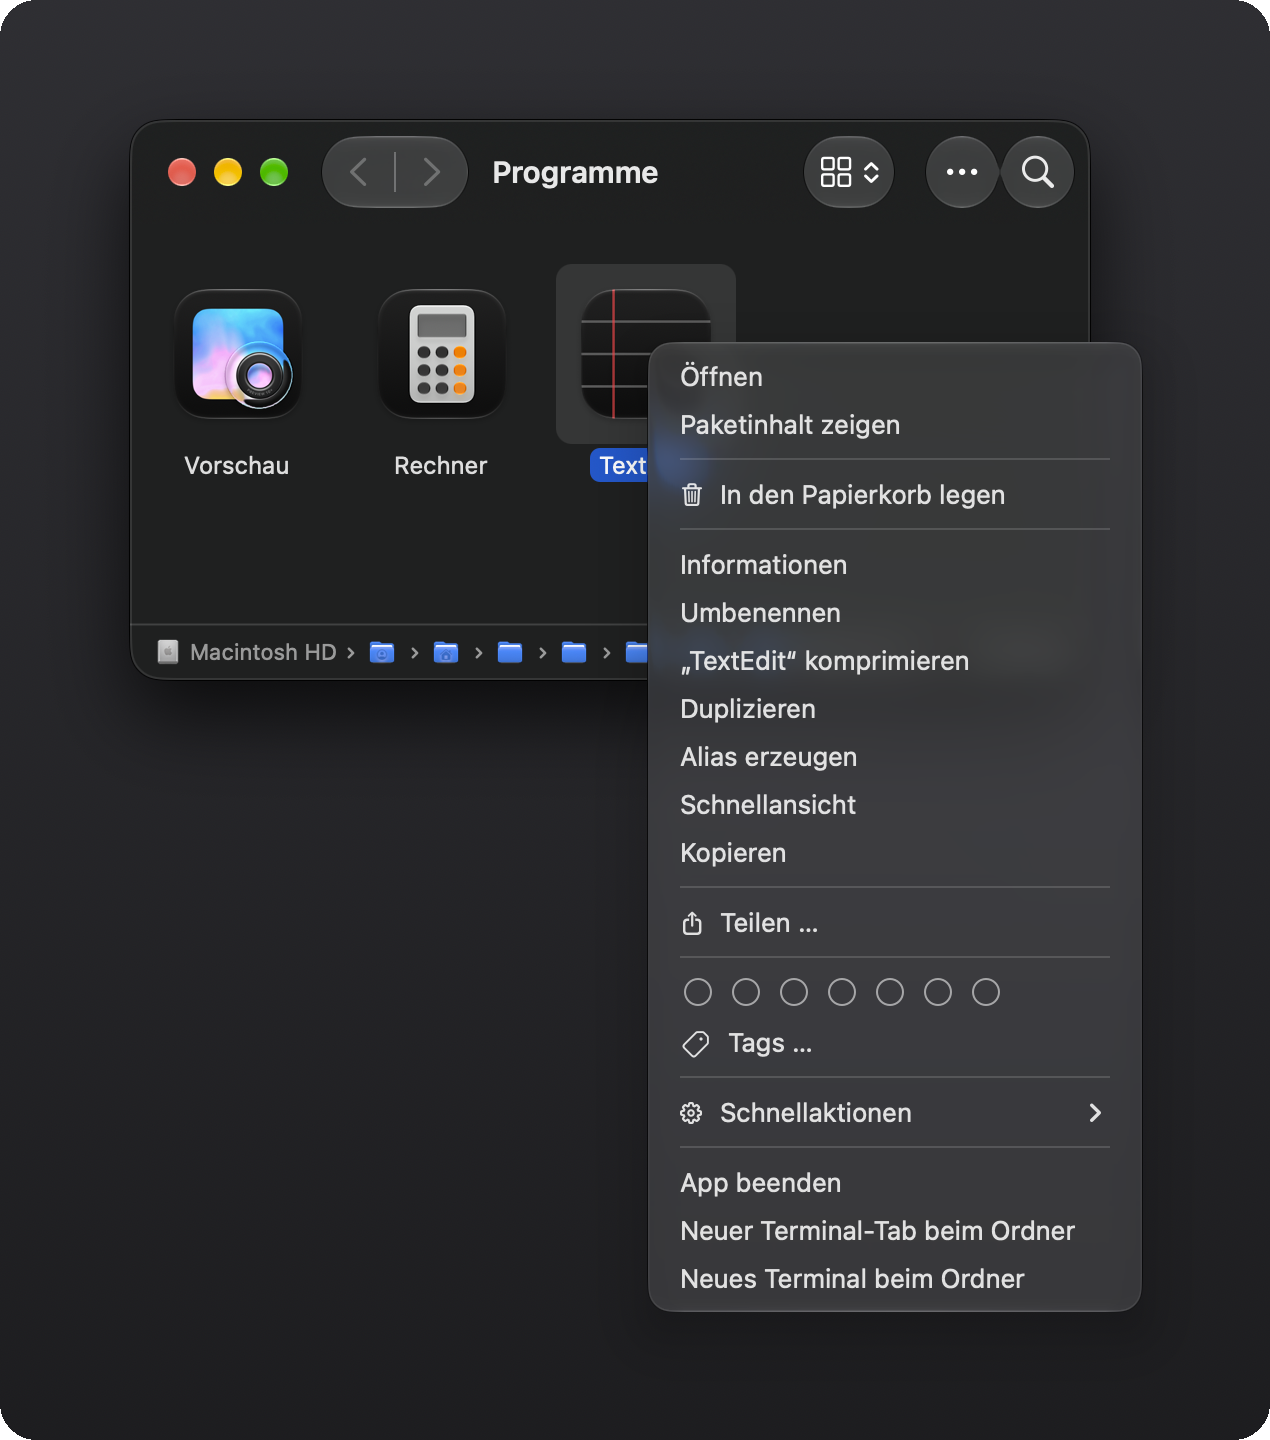 Programme
Vorschau
Rechner
Text
Macintosh HD
Öffnen
Paketinhalt zeigen
In den Papierkorb legen
Informationen
Umbenennen
„TextEdit“ komprimieren
Duplizieren
Alias erzeugen
Schnellansicht
Kopieren
Teilen ...
Tags ...
Schnellaktionen
App beenden
Neuer Terminal-Tab beim Ordner
Neues Terminal beim Ordner